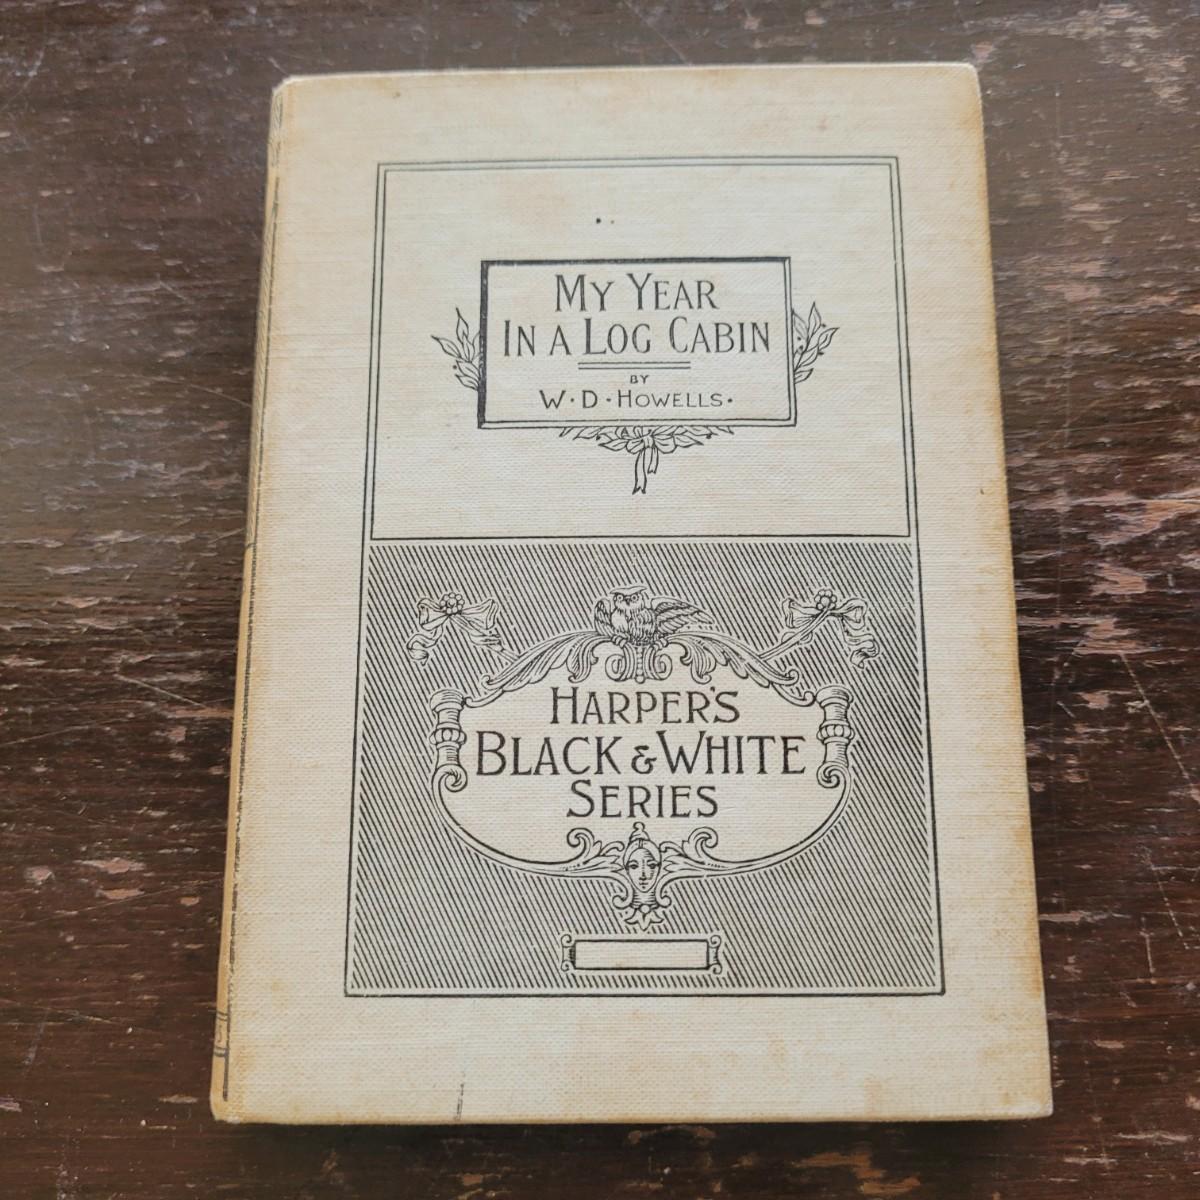 My Year
In a Log Cabin
by
W·D·Howells·
Harper's
Black & White
Series